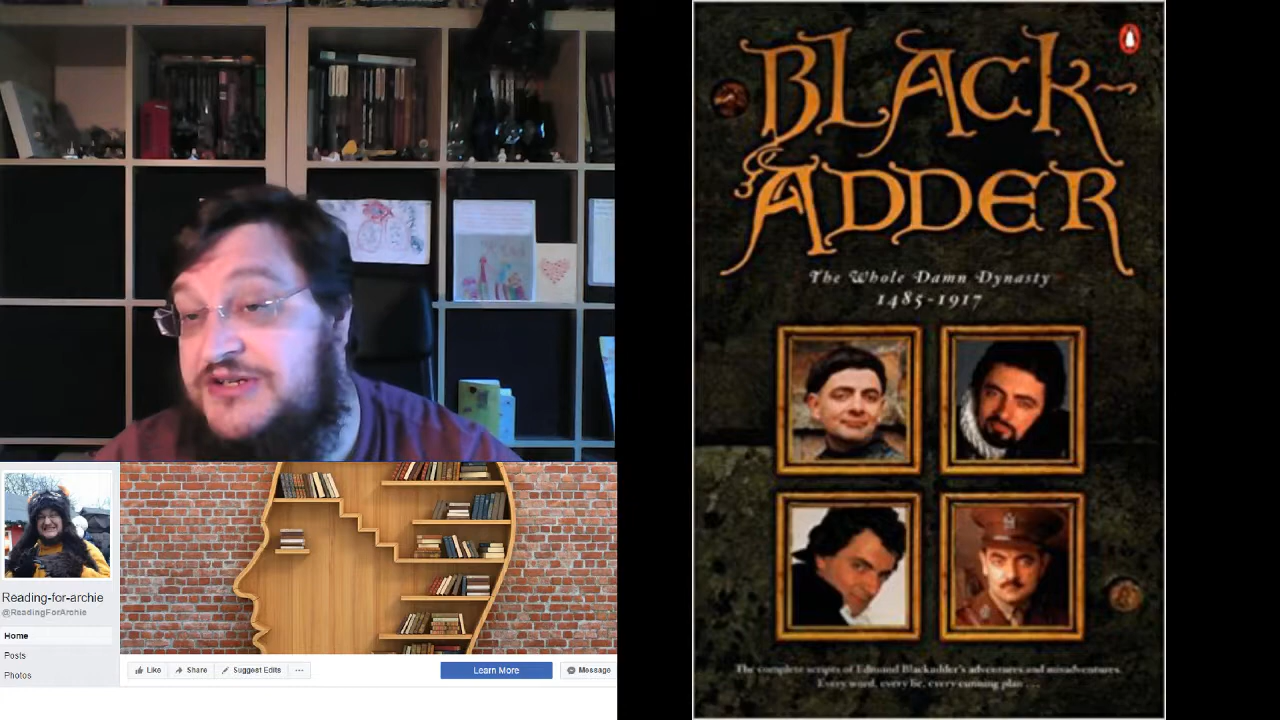 BLACK-
ADDER
The Whole Damn Dynasty
1485-1917
The complete scripts of Edmund Blackadder's adventures and misadventures.
Every word, every lie, every cunning plan ...
Reading-for-archie
@ReadingForArchie
Home
Posts
Photos
Like Share Suggest Edits ... Learn More Message